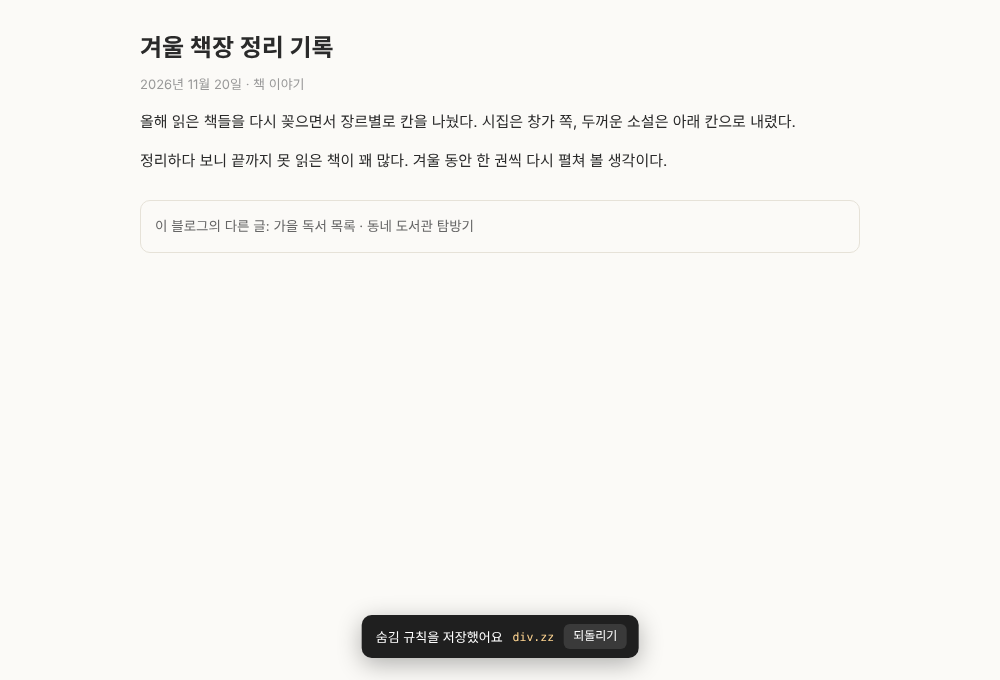 겨울 책장 정리 기록
2026년 11월 20일 · 책 이야기
올해 읽은 책들을 다시 꽂으면서 장르별로 칸을 나눴다. 시집은 창가 쪽, 두꺼운 소설은 아래 칸으로 내렸다.
정리하다 보니 끝까지 못 읽은 책이 꽤 많다. 겨울 동안 한 권씩 다시 펼쳐 볼 생각이다.
이 블로그의 다른 글: 가을 독서 목록 · 동네 도서관 탐방기
숨김 규칙을 저장했어요 div.zz 되돌리기